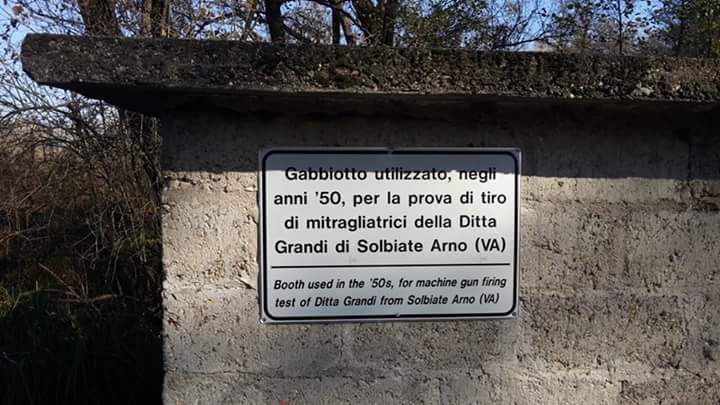 Gabbiotto utilizzato, negli
anni '50, per la prova di tiro
di mitragliatrici della Ditta
Grandi di Solbiate Arno (VA)
Booth used in the '50s, for machine gun firing
test of Ditta Grandi from Solbiate Arno (VA)